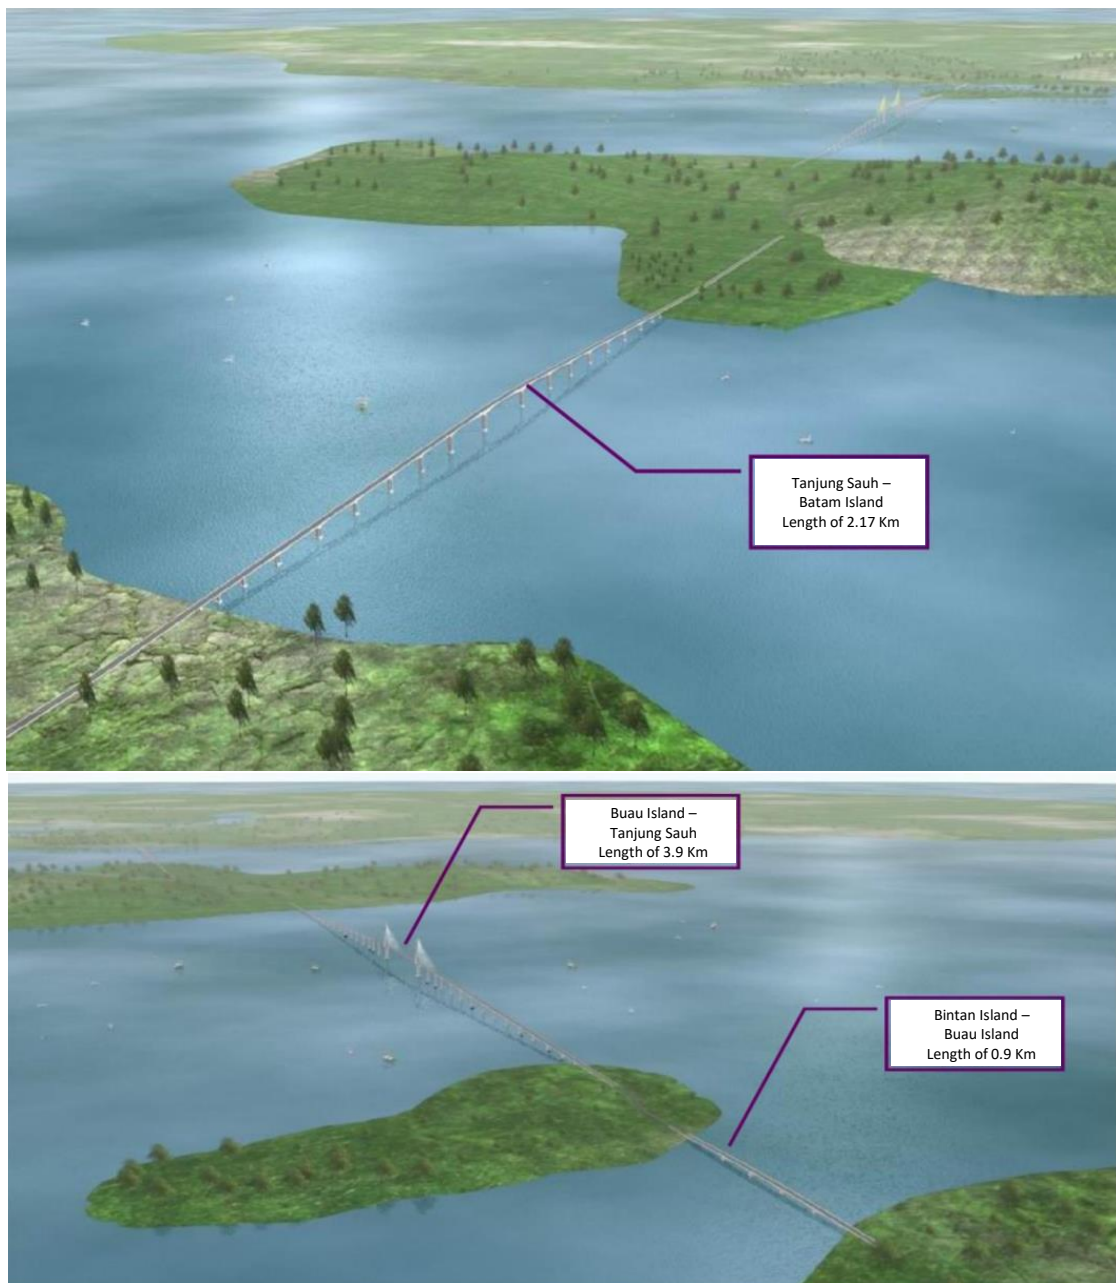 Tanjung Sauh –
Batam Island
Length of 2.17 Km
Buau Island –
Tanjung Sauh
Length of 3.9 Km
Bintan Island –
Buau Island
Length of 0.9 Km